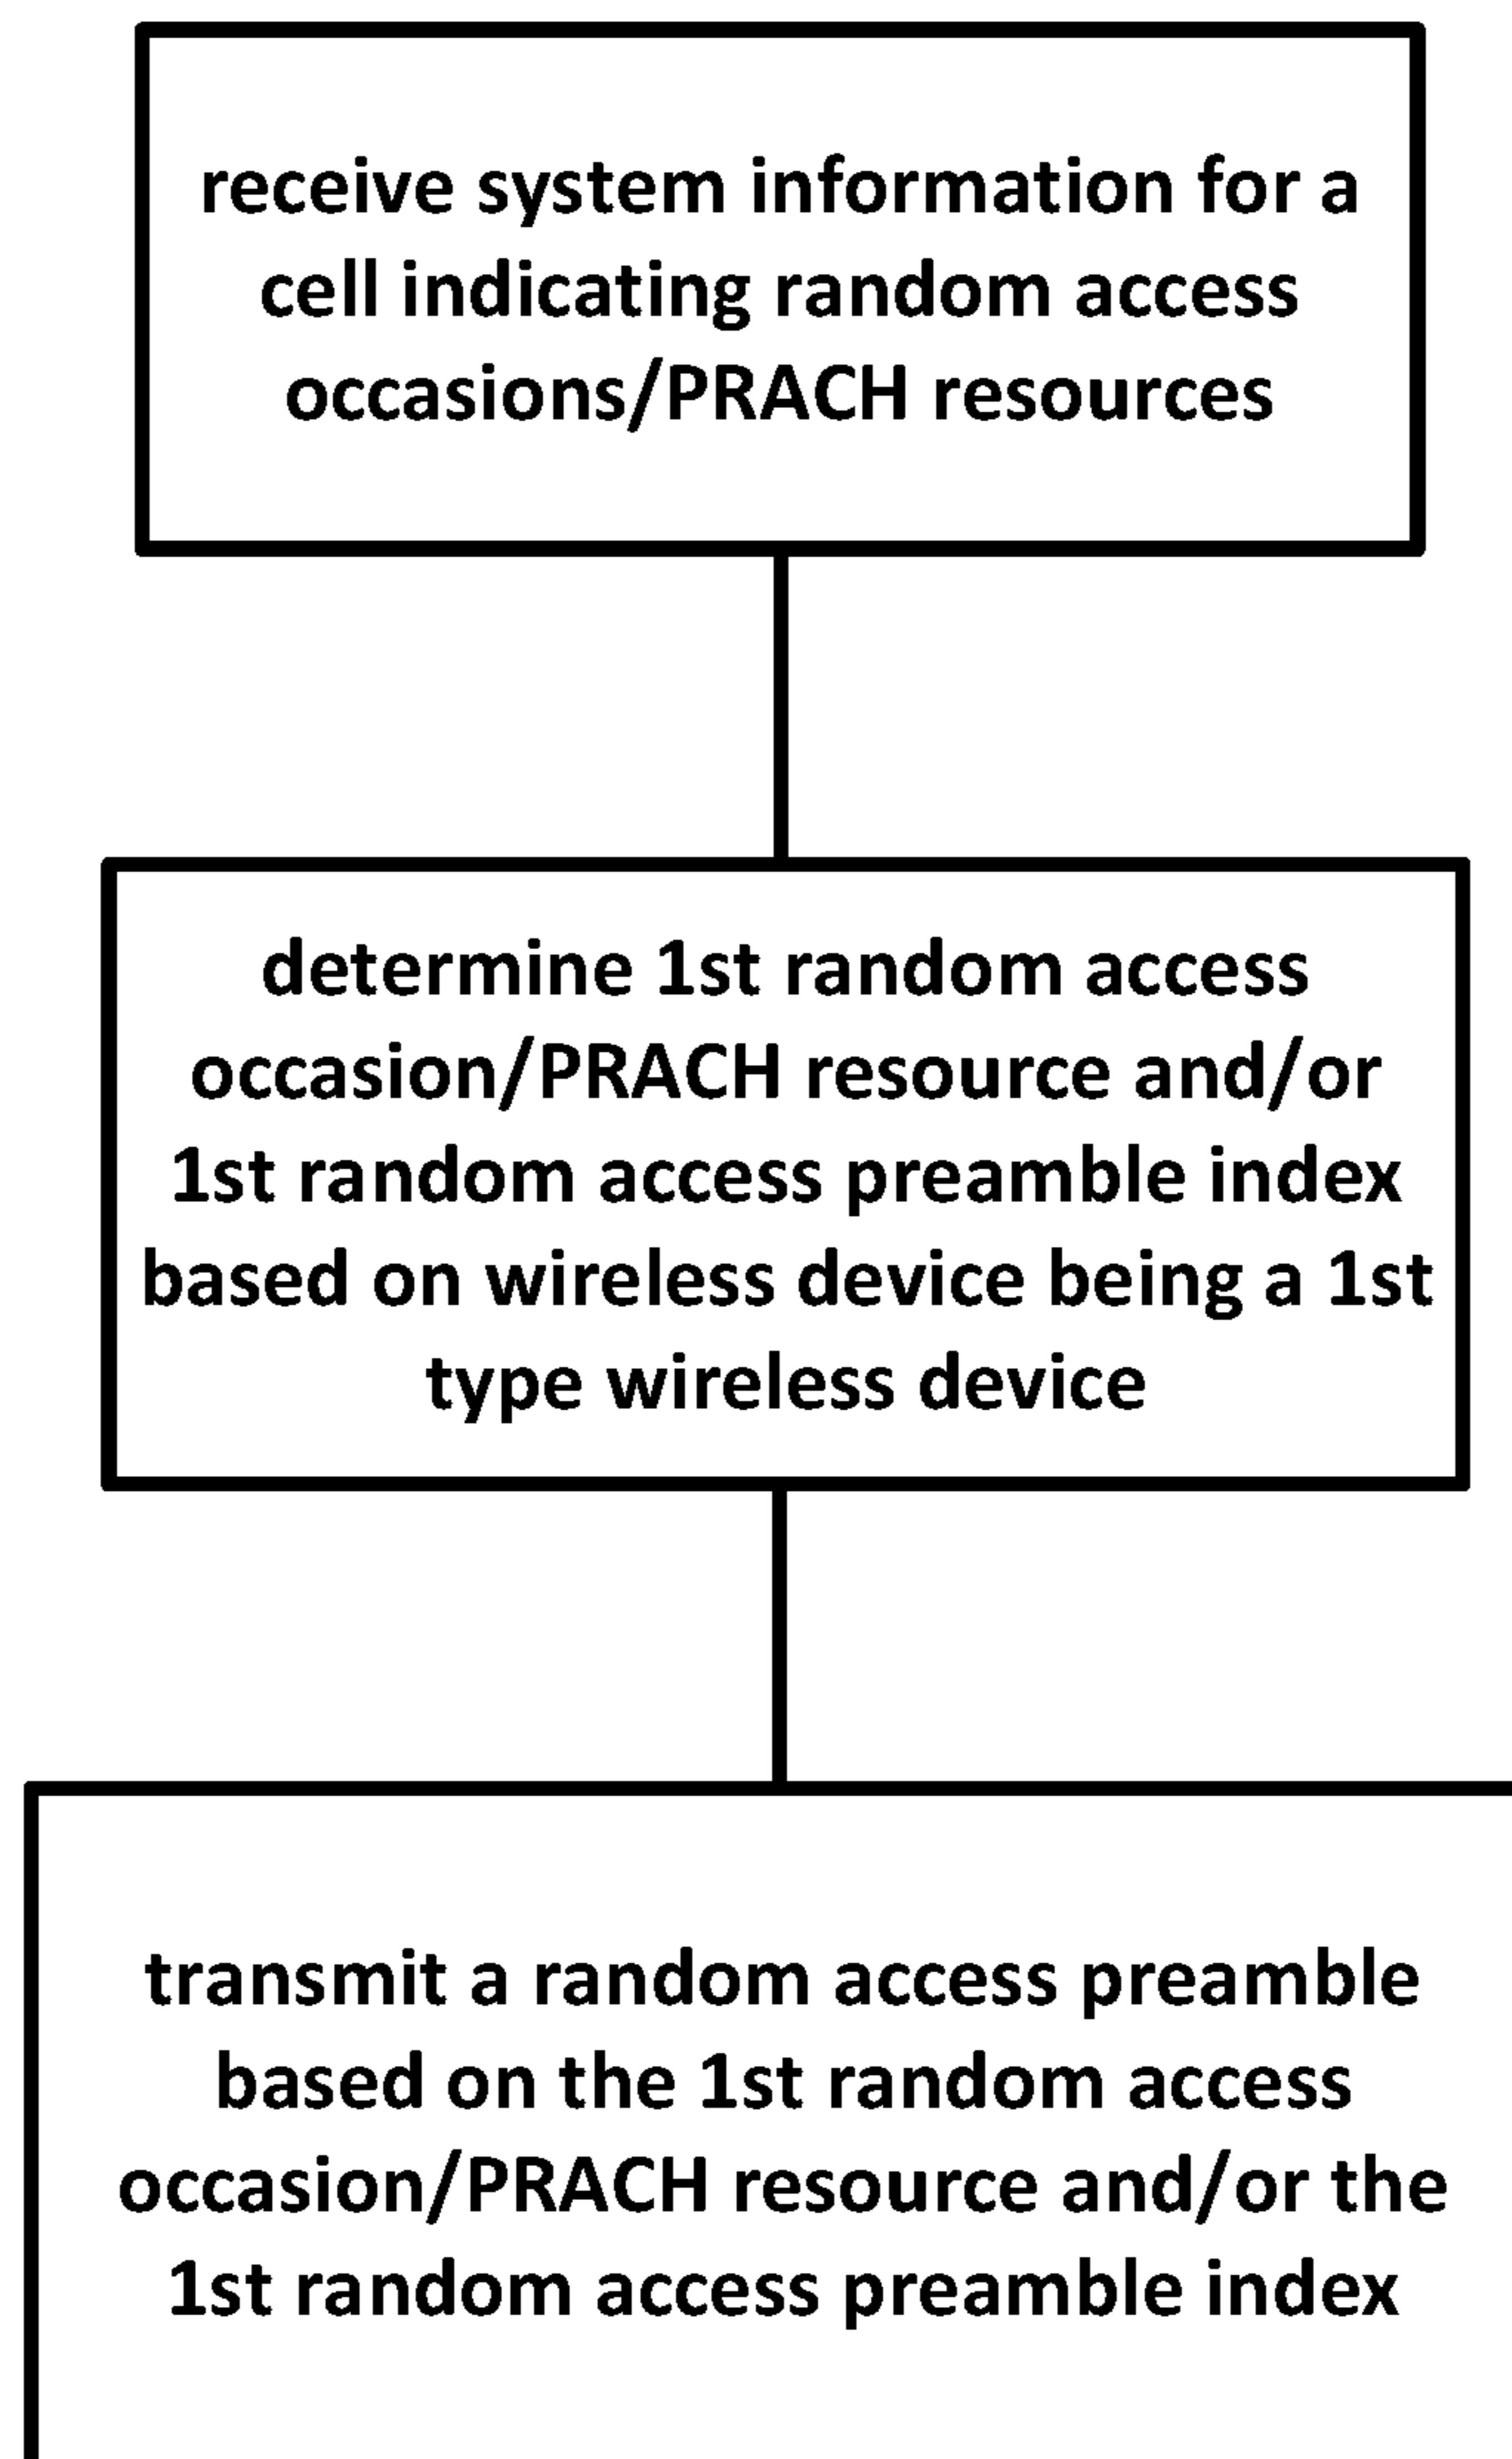 receive system information for a
cell indicating random access
occasions/PRACH resources
determine 1st random access
occasion/PRACH resource and/or
1st random access preamble index
based on wireless device being a 1st
type wireless device
transmit a random access preamble
based on the 1st random access
occasion/PRACH resource and/or the
1st random access preamble index